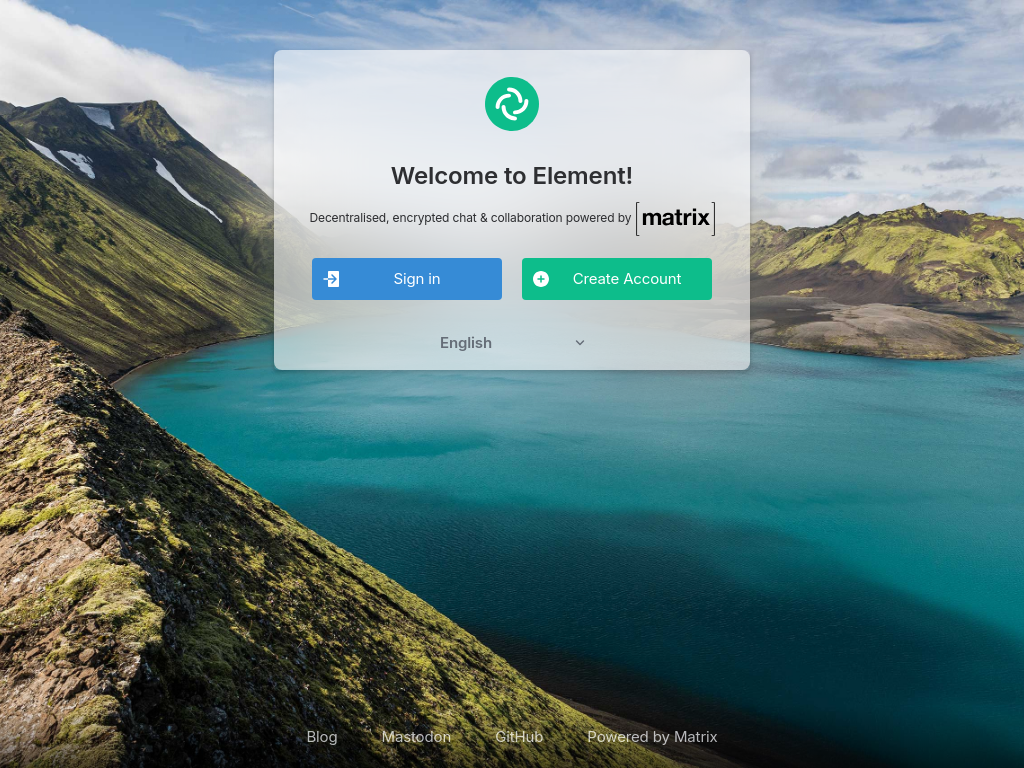 Welcome to Element!
Decentralised, encrypted chat & collaboration powered by [matrix]
Sign in
Create Account
English
Blog
Mastodon
GitHub
Powered by Matrix